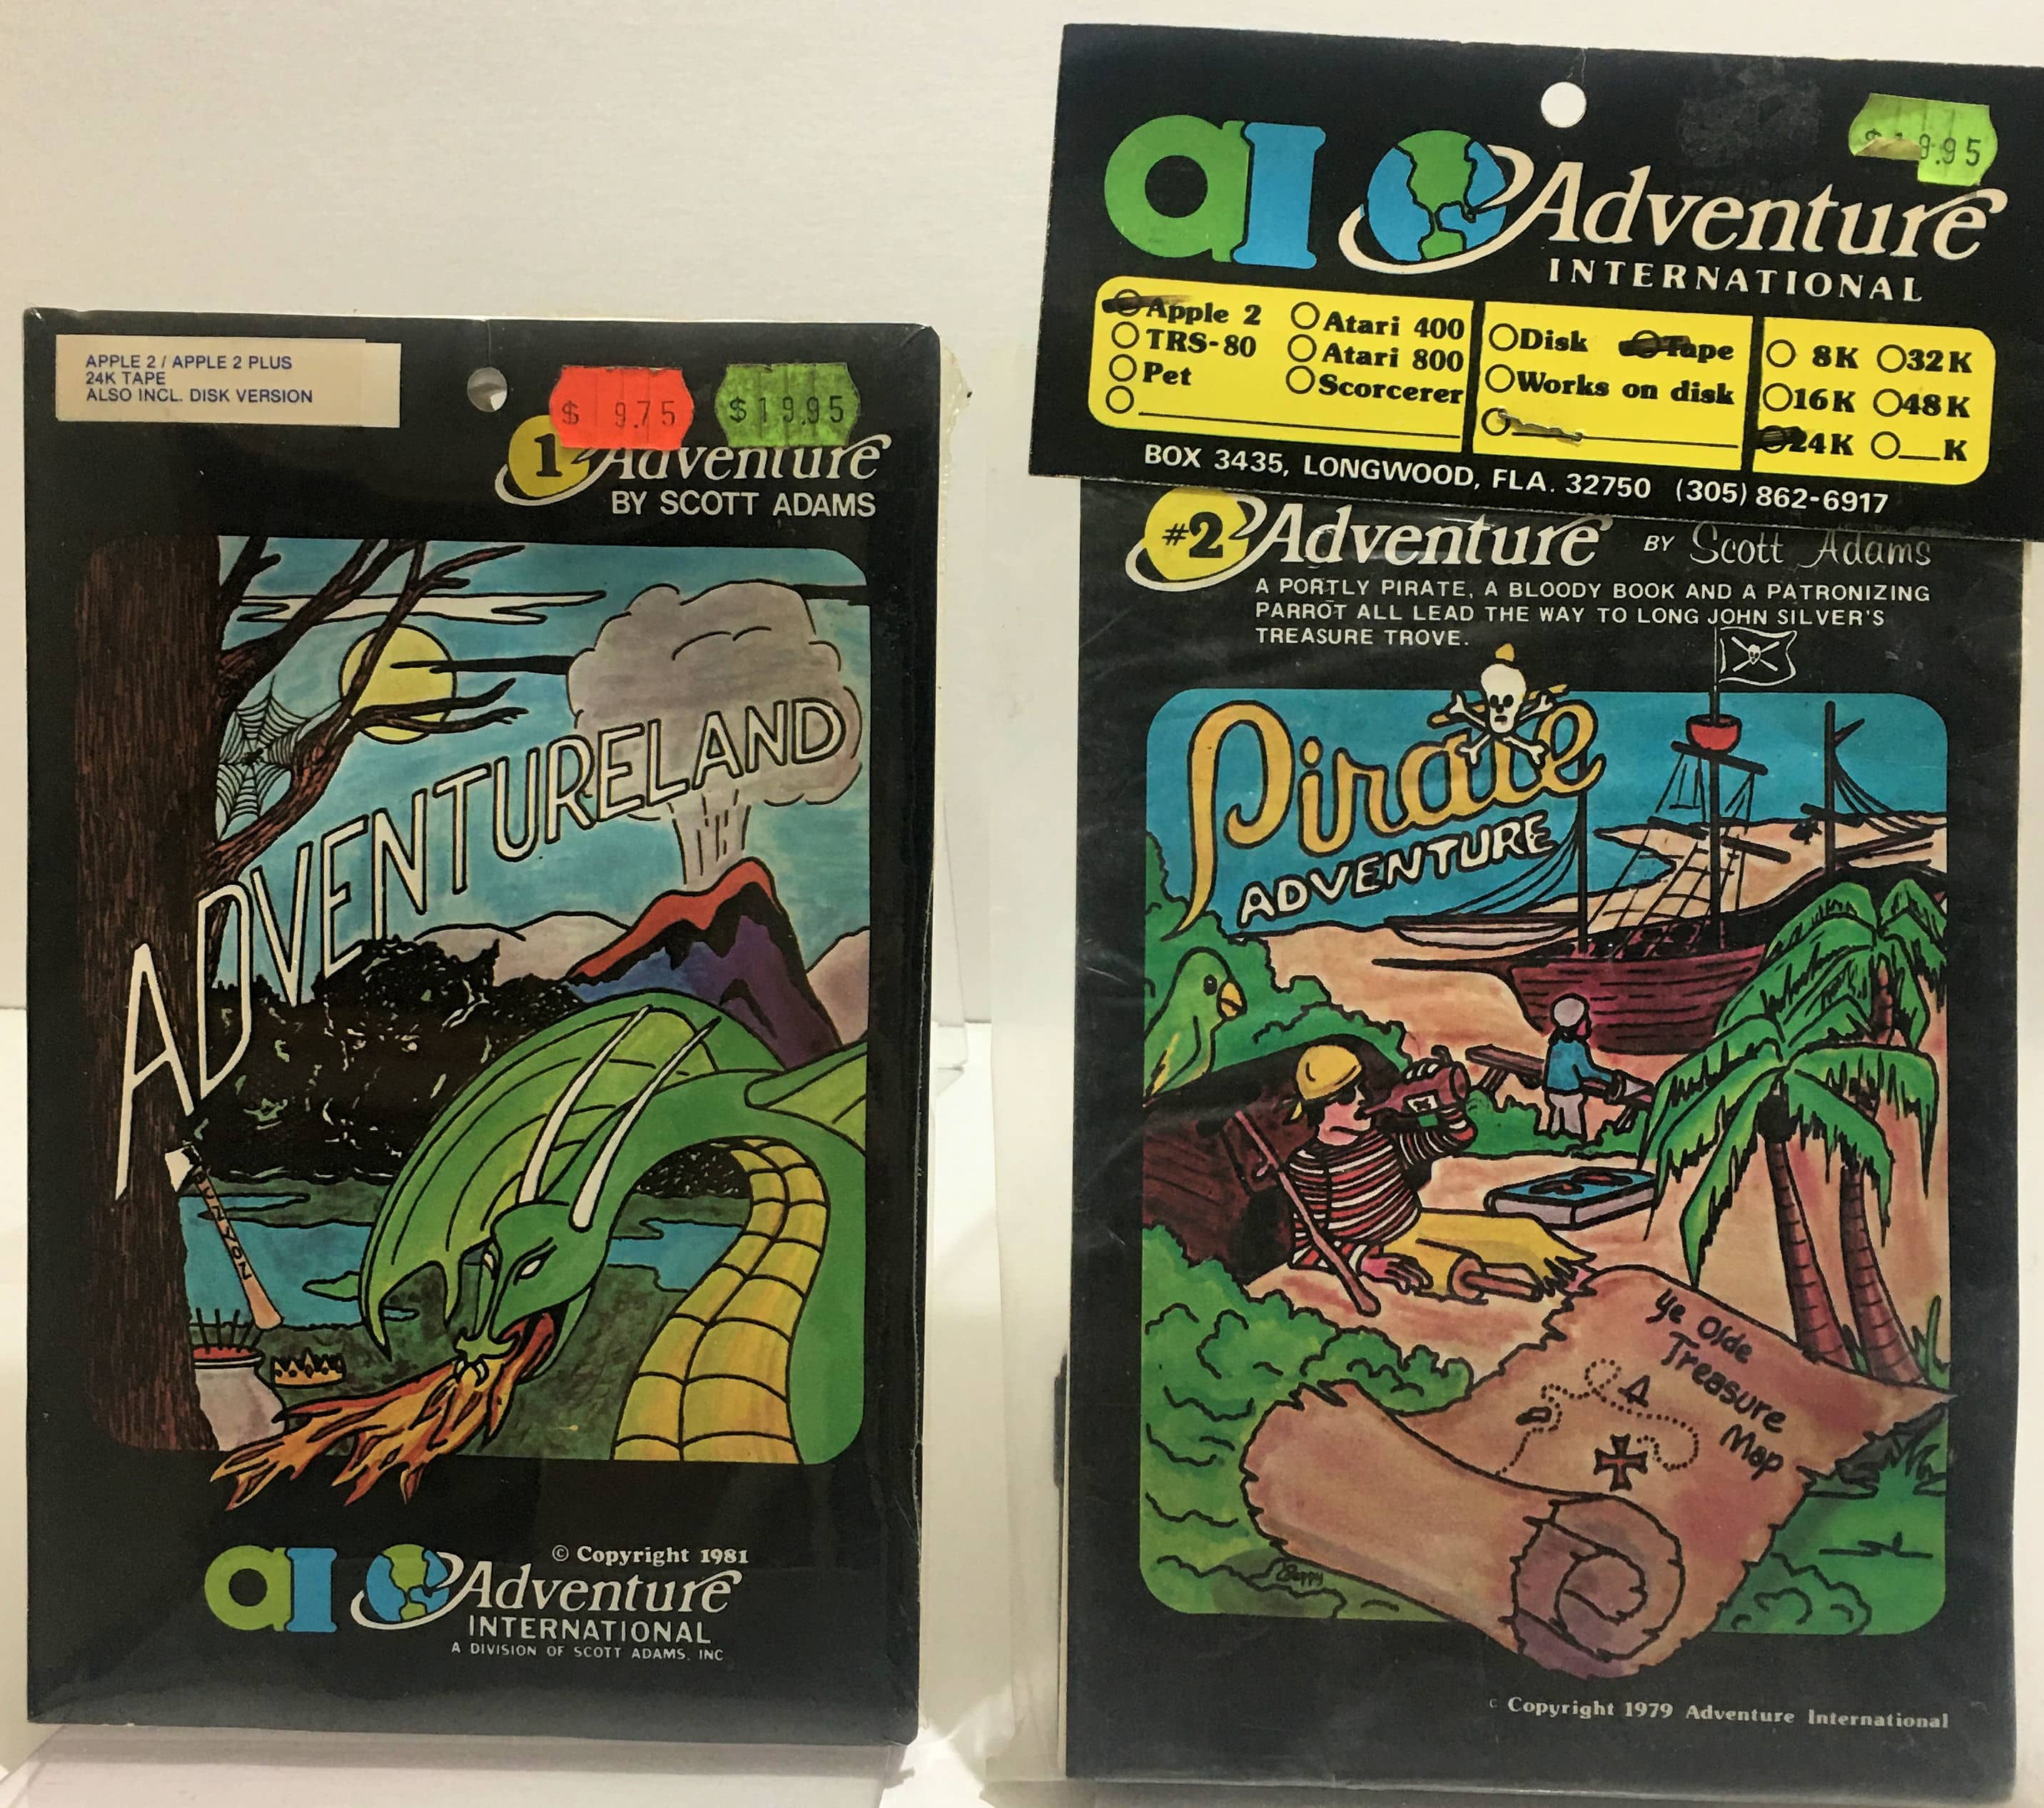 APPLE 2 / APPLE 2 PLUS
24K TAPE
ALSO INCL. DISK VERSION
$ 9.75
$19.95
1 Adventure
BY SCOTT ADAMS
ADVENTURELAND
© Copyright 1981
aI Adventure
INTERNATIONAL
A DIVISION OF SCOTT ADAMS, INC
9.95
aI Adventure
INTERNATIONAL
Apple 2
TRS-80
Pet
Atari 400
Atari 800
Scorcerer
Disk
Tape
Works on disk
8K
32K
16K
48K
24K
__K
BOX 3435, LONGWOOD, FLA. 32750 (305) 862-6917
#2 Adventure BY Scott Adams
A PORTLY PIRATE, A BLOODY BOOK AND A PATRONIZING
PARROT ALL LEAD THE WAY TO LONG JOHN SILVER'S
TREASURE TROVE.
Pirate
ADVENTURE
ye Olde
Treasure
Map
c Copyright 1979 Adventure International